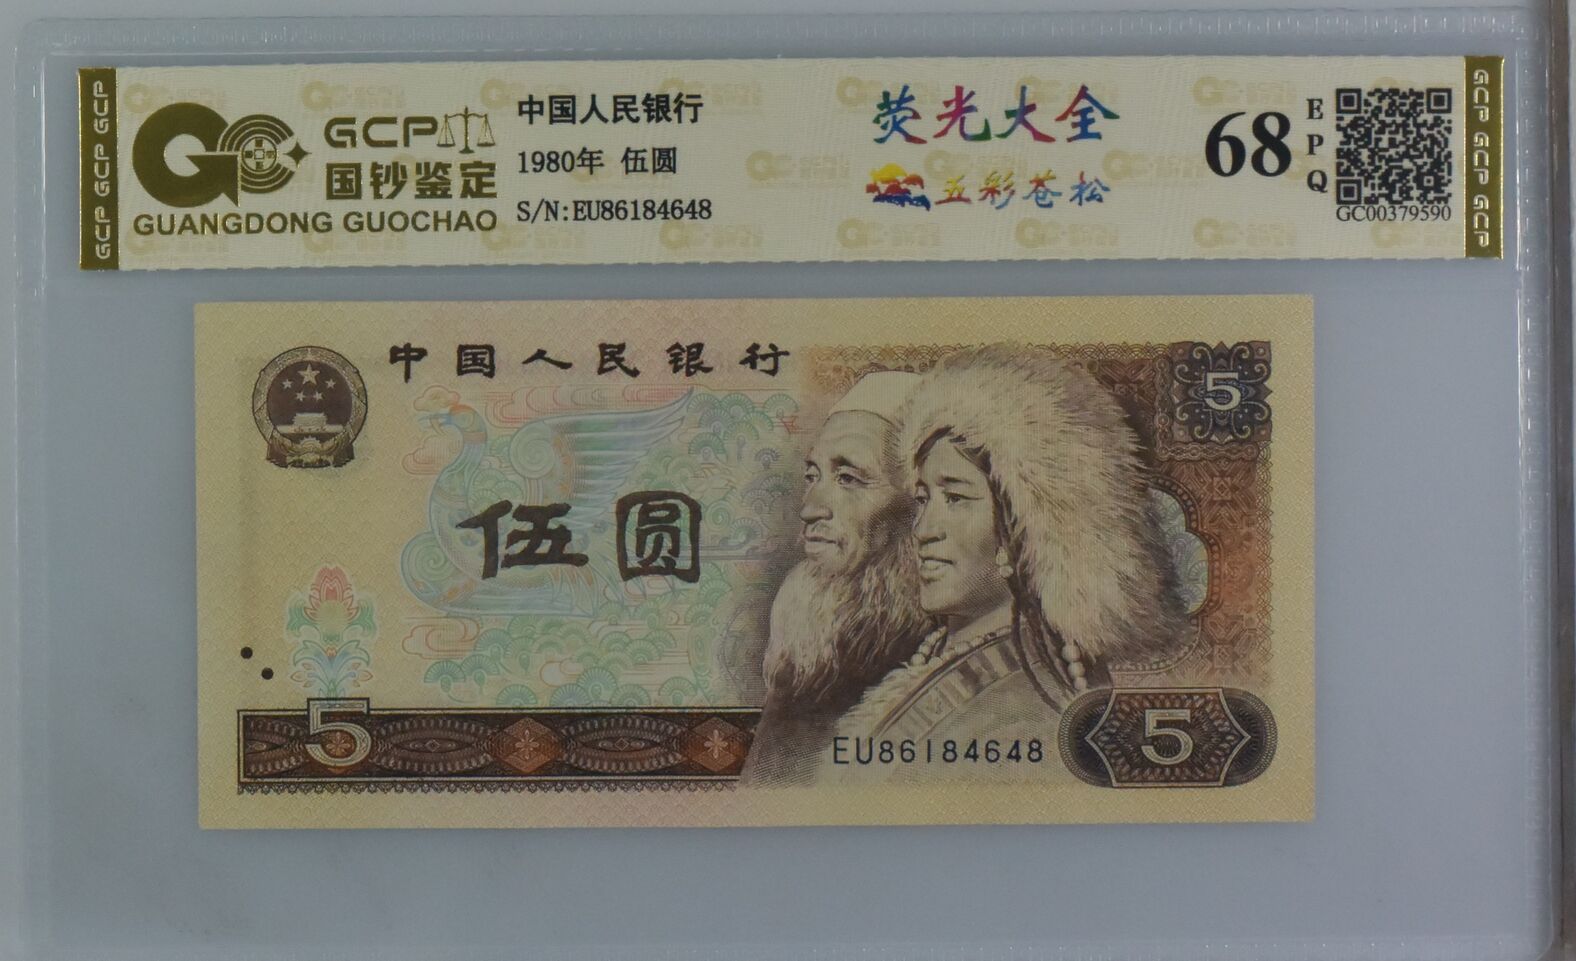 GCP GCP GCP
GCP
国钞鉴定
GUANGDONG GUOCHAO
中国人民银行
1980年 伍圆
S/N:EU86184648
荧光大全
五彩苍松
68
EPQ
GC00379590
GCP GCP GCP
中国人民银行
5
伍圆
5
EU86184648
5